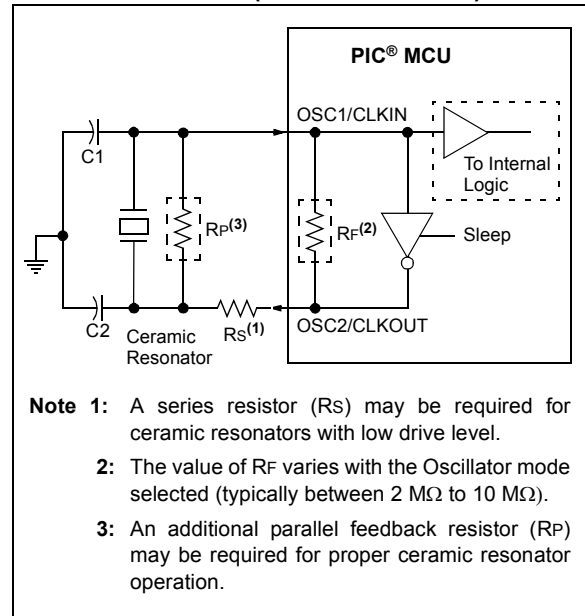 PIC® MCU
OSC1/CLKIN
C1
To Internal
Logic
RP(3)
RF(2)
Sleep
C2
Ceramic
Resonator
RS(1)
OSC2/CLKOUT
Note 1: A series resistor (RS) may be required for
ceramic resonators with low drive level.
2: The value of RF varies with the Oscillator mode
selected (typically between 2 MΩ to 10 MΩ).
3: An additional parallel feedback resistor (RP)
may be required for proper ceramic resonator
operation.